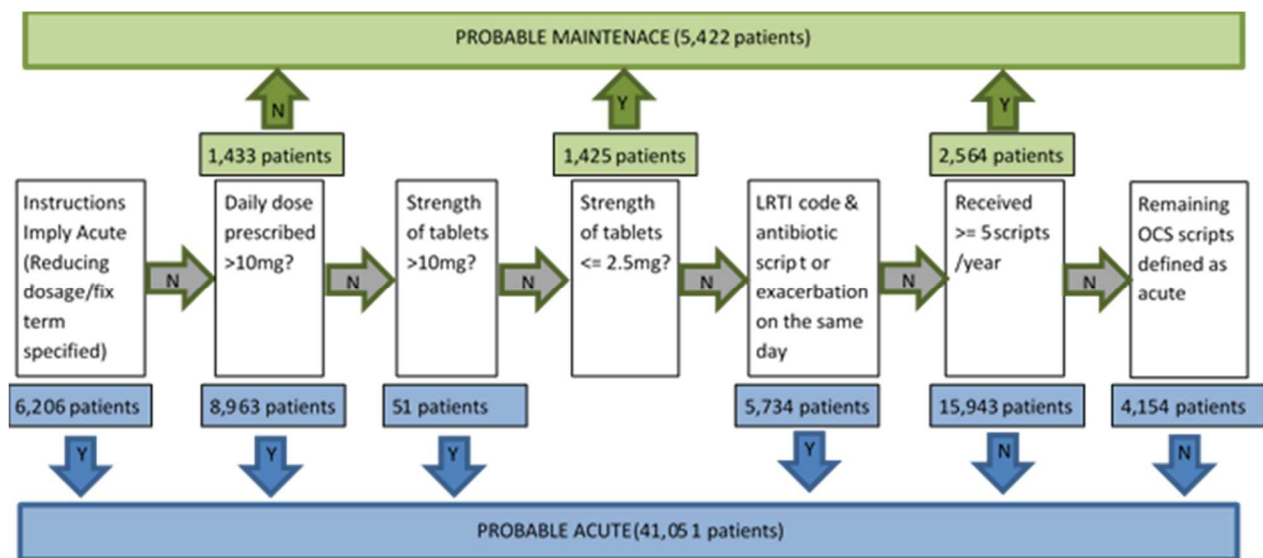 PROBABLE MAINTENACE (5,422 patients)
N
Y
Y
1,433 patients
1,425 patients
2,564 patients
Instructions
Imply Acute
(Reducing
dosage/fix
term
specified)
N
Daily dose
prescribed
>10mg?
N
Strength
of tablets
>10mg?
N
Strength
of tablets
<= 2.5mg?
N
LRTI code &
antibiotic
script or
exacerbation
on the same
day
N
Received
>= 5scripts
/year
N
Remaining
OCS scripts
defined as
acute
6,206 patients
8,963 patients
51 patients
5,734 patients
15,943 patients
4,154 patients
Y
Y
Y
Y
N
N
PROBABLE ACUTE(41,051 patients)